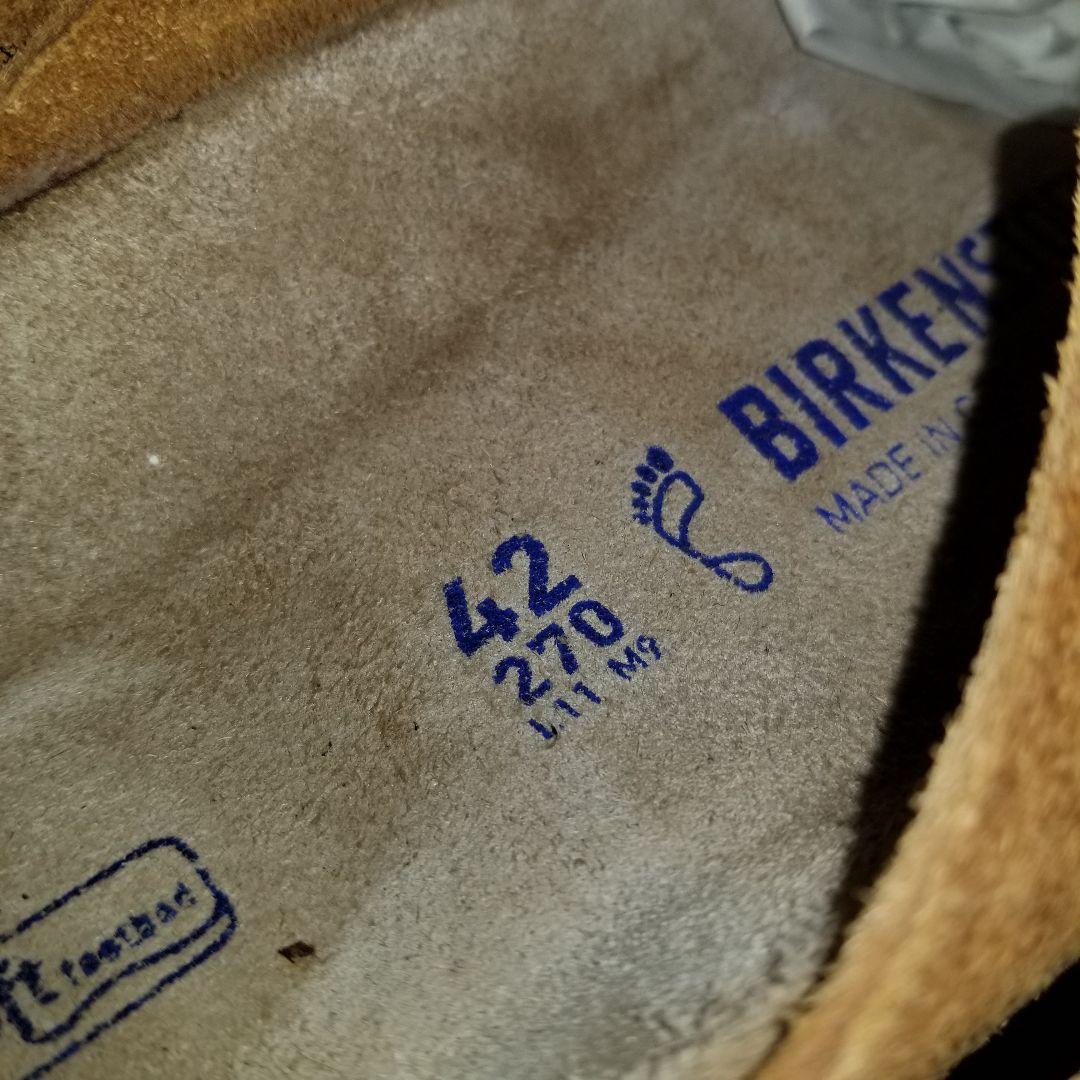 BIRKENS
MADE IN
42
270
L11 M9
footbed